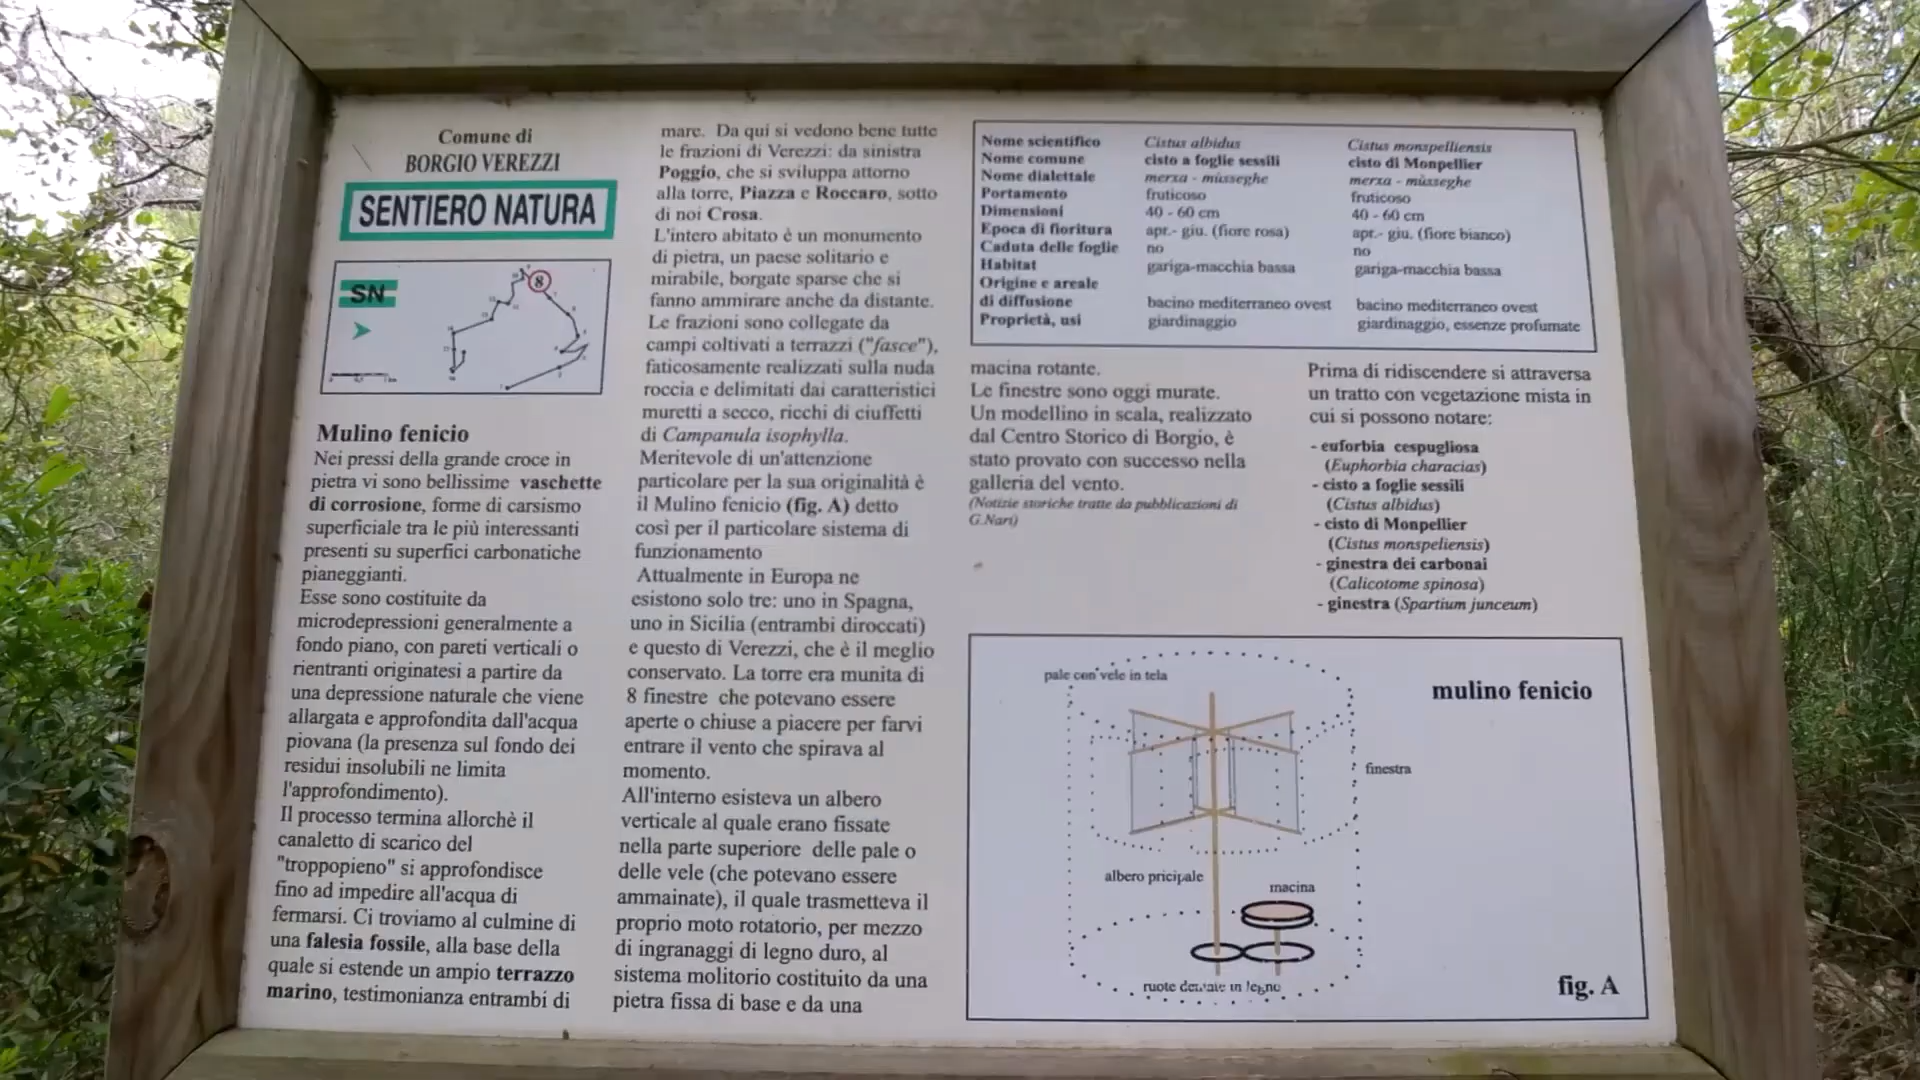 Comune di
BORGIO VEREZZI
SENTIERO NATURA
SN
8
Mulino fenicio
Nei pressi della grande croce in
pietra vi sono bellissime vaschette
di corrosione, forme di carsismo
superficiale tra le più interessanti
presenti su superfici carbonatiche
pianeggianti.
Esse sono costituite da
microdepressioni generalmente a
fondo piano, con pareti verticali o
rientranti originatesi a partire da
una depressione naturale che viene
allargata e approfondita dall'acqua
piovana (la presenza sul fondo dei
residui insolubili ne limita
l'approfondimento).
Il processo termina allorchè il
canaletto di scarico del
"troppopieno" si approfondisce
fino ad impedire all'acqua di
fermarsi. Ci troviamo al culmine di
una falesia fossile, alla base della
quale si estende un ampio terrazzo
marino, testimonianza entrambi di
mare. Da qui si vedono bene tutte
le frazioni di Verezzi: da sinistra
Poggio, che si sviluppa attorno
alla torre, Piazza e Roccaro, sotto
di noi Crosa.
L'intero abitato è un monumento
di pietra, un paese solitario e
mirabile, borgate sparse che si
fanno ammirare anche da distante.
Le frazioni sono collegate da
campi coltivati a terrazzi ("fasce"),
faticosamente realizzati sulla nuda
roccia e delimitati dai caratteristici
muretti a secco, ricchi di ciuffetti
di Campanula isophylla.
Meritevole di un'attenzione
particolare per la sua originalità è
il Mulino fenicio (fig. A) detto
così per il particolare sistema di
funzionamento
Attualmente in Europa ne
esistono solo tre: uno in Spagna,
uno in Sicilia (entrambi diroccati)
e questo di Verezzi, che è il meglio
conservato. La torre era munita di
8 finestre che potevano essere
aperte o chiuse a piacere per farvi
entrare il vento che spirava al
momento.
All'interno esisteva un albero
verticale al quale erano fissate
nella parte superiore delle pale o
delle vele (che potevano essere
ammainate), il quale trasmetteva il
proprio moto rotatorio, per mezzo
di ingranaggi di legno duro, al
sistema molitorio costituito da una
pietra fissa di base e da una
Nome scientifico Cistus albidus Cistus monspelliensis
Nome comune cisto a foglie sessili cisto di Monpellier
Nome dialettale merxa - mùsseghe merxa - mùsseghe
Portamento fruticoso fruticoso
Dimensioni 40 - 60 cm 40 - 60 cm
Epoca di fioritura apr.- giu. (fiore rosa) apr.- giu. (fiore bianco)
Caduta delle foglie no no
Habitat gariga-macchia bassa gariga-macchia bassa
Origine e areale
di diffusione bacino mediterraneo ovest bacino mediterraneo ovest
Proprietà, usi giardinaggio giardinaggio, essenze profumate
macina rotante.
Le finestre sono oggi murate.
Un modellino in scala, realizzato
dal Centro Storico di Borgio, è
stato provato con successo nella
galleria del vento.
(Notizie storiche tratte da pubblicazioni di
G.Nari)
Prima di ridiscendere si attraversa
un tratto con vegetazione mista in
cui si possono notare:
- euforbia cespugliosa
(Euphorbia characias)
- cisto a foglie sessili
(Cistus albidus)
- cisto di Monpellier
(Cistus monspeliensis)
- ginestra dei carbonai
(Calicotome spinosa)
- ginestra (Spartium junceum)
mulino fenicio
pale con vele in tela
finestra
albero pricipale
macina
ruote dentate in legno
fig. A